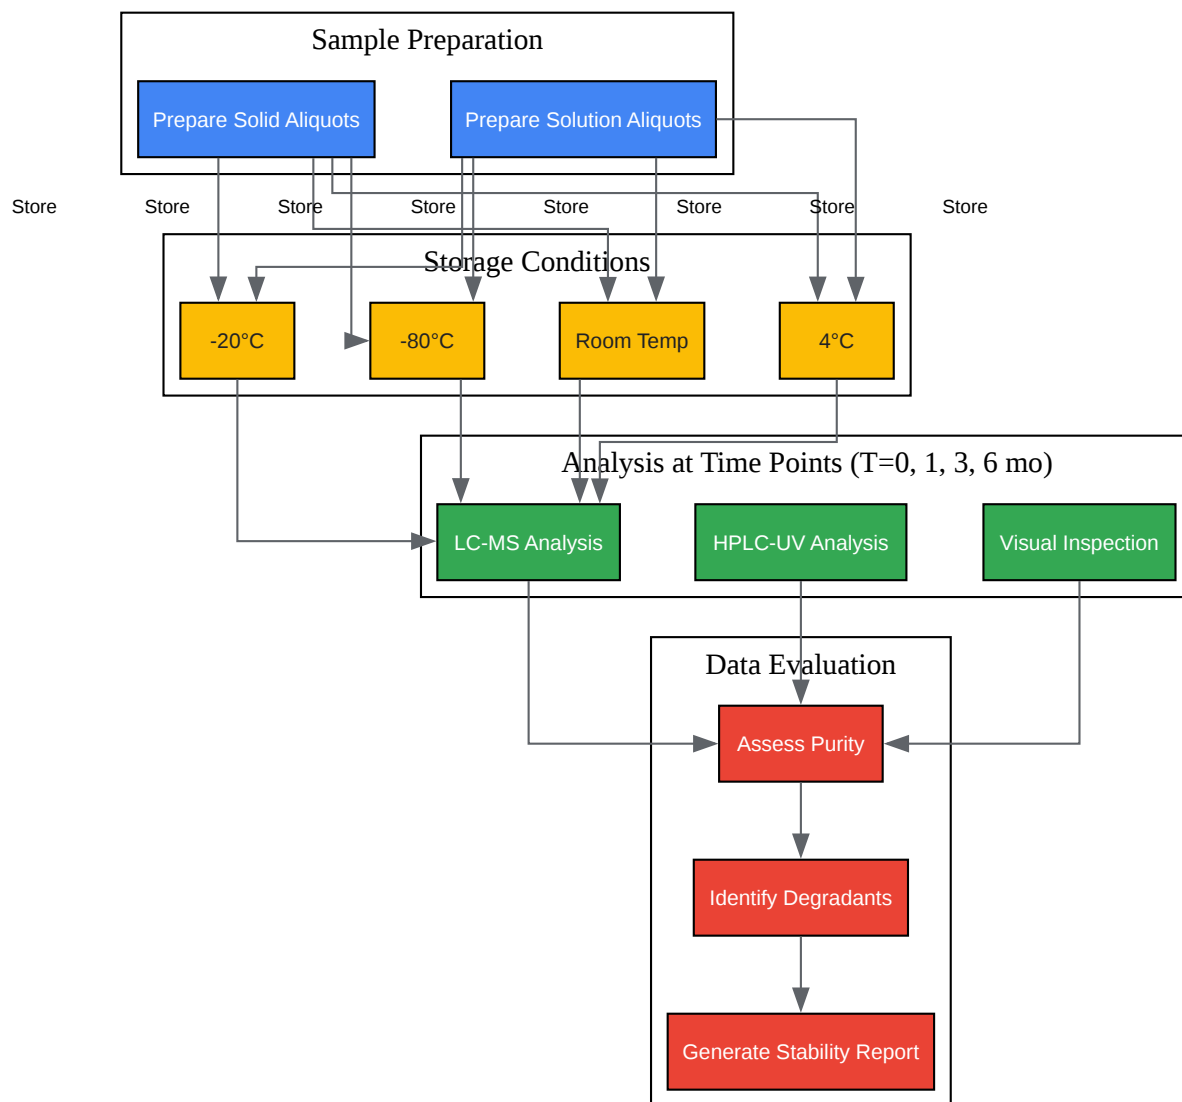 Sample Preparation
Prepare Solid Aliquots
Prepare Solution Aliquots
Store
Store
Store
Store
Store
Store
Store
Store
Storage Conditions
-20°C
-80°C
Room Temp
4°C
Analysis at Time Points (T=0, 1, 3, 6 mo)
LC-MS Analysis
HPLC-UV Analysis
Visual Inspection
Data Evaluation
Assess Purity
Identify Degradants
Generate Stability Report